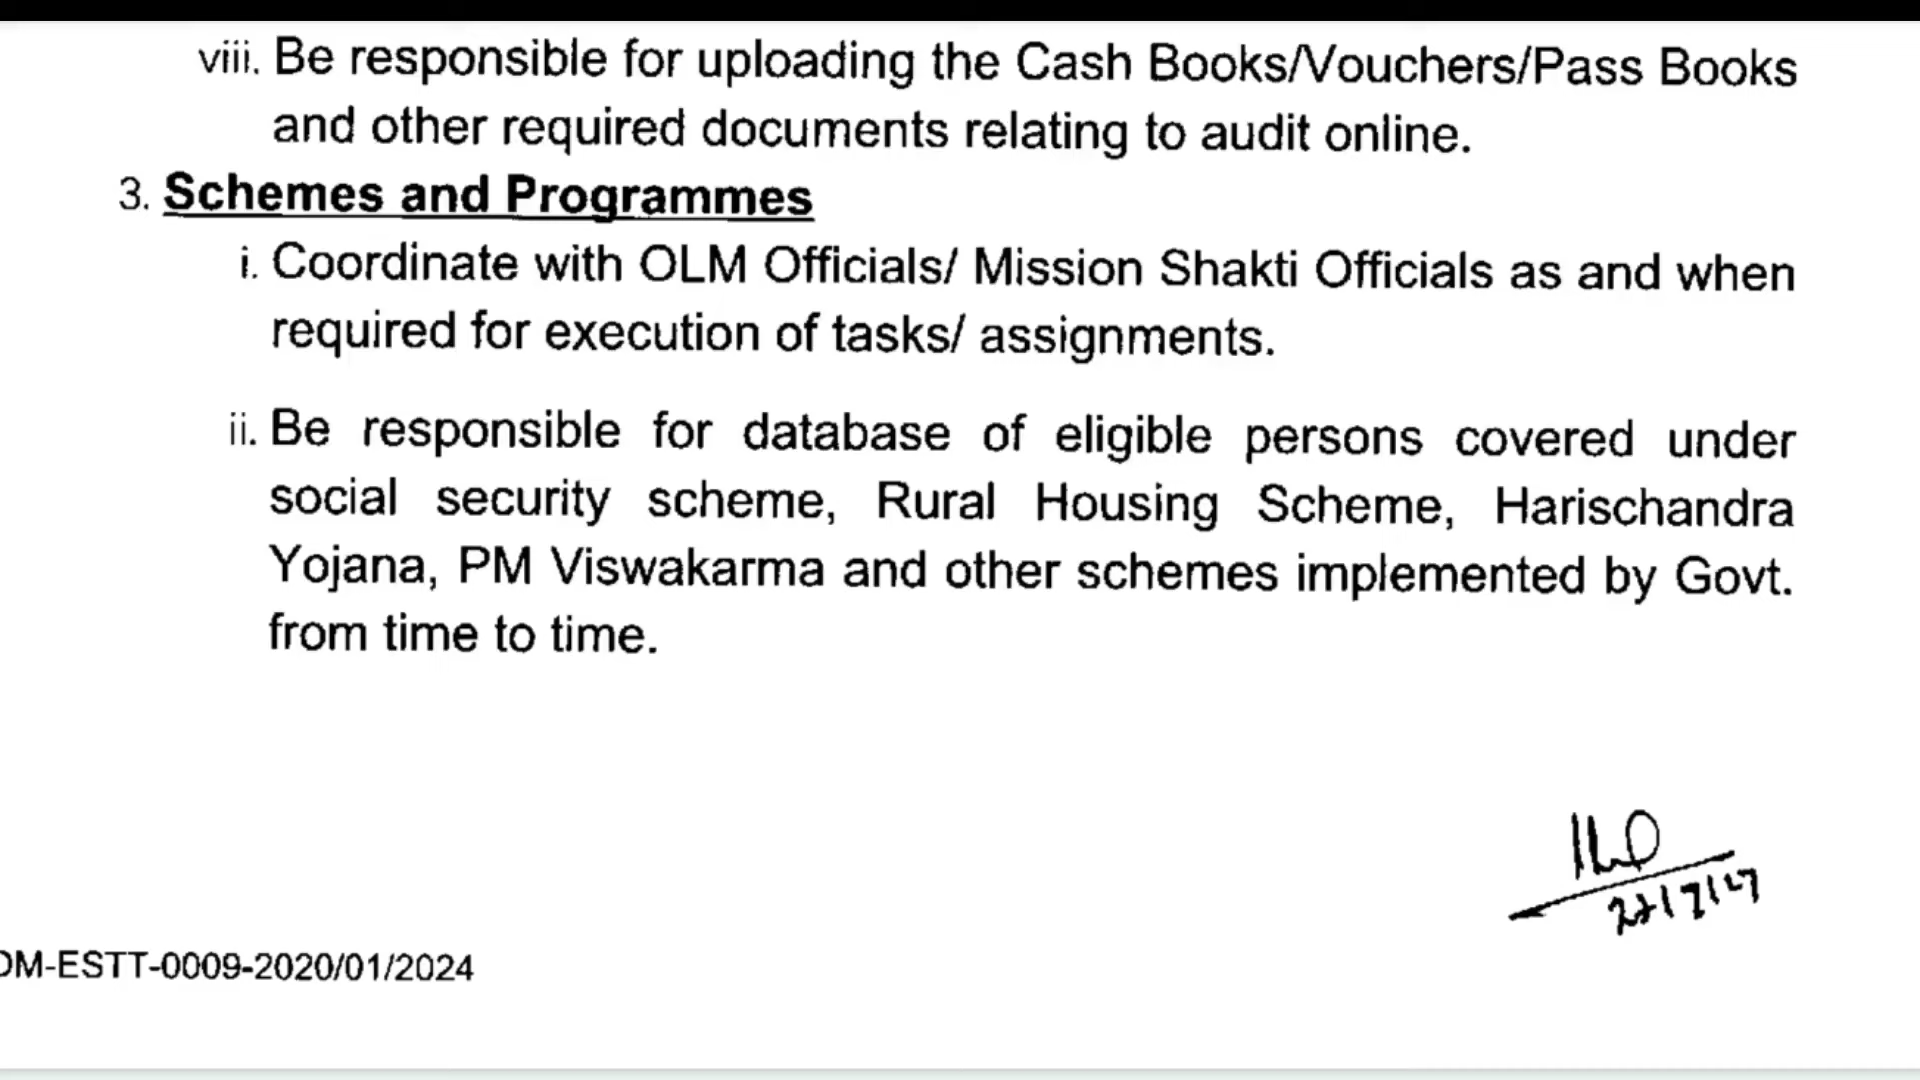 viii. Be responsible for uploading the Cash Books/Vouchers/Pass Books
and other required documents relating to audit online.
3. Schemes and Programmes
i. Coordinate with OLM Officials/ Mission Shakti Officials as and when
required for execution of tasks/ assignments.
ii. Be responsible for database of eligible persons covered under
social security scheme, Rural Housing Scheme, Harischandra
Yojana, PM Viswakarma and other schemes implemented by Govt.
from time to time.
DM-ESTT-0009-2020/01/2024